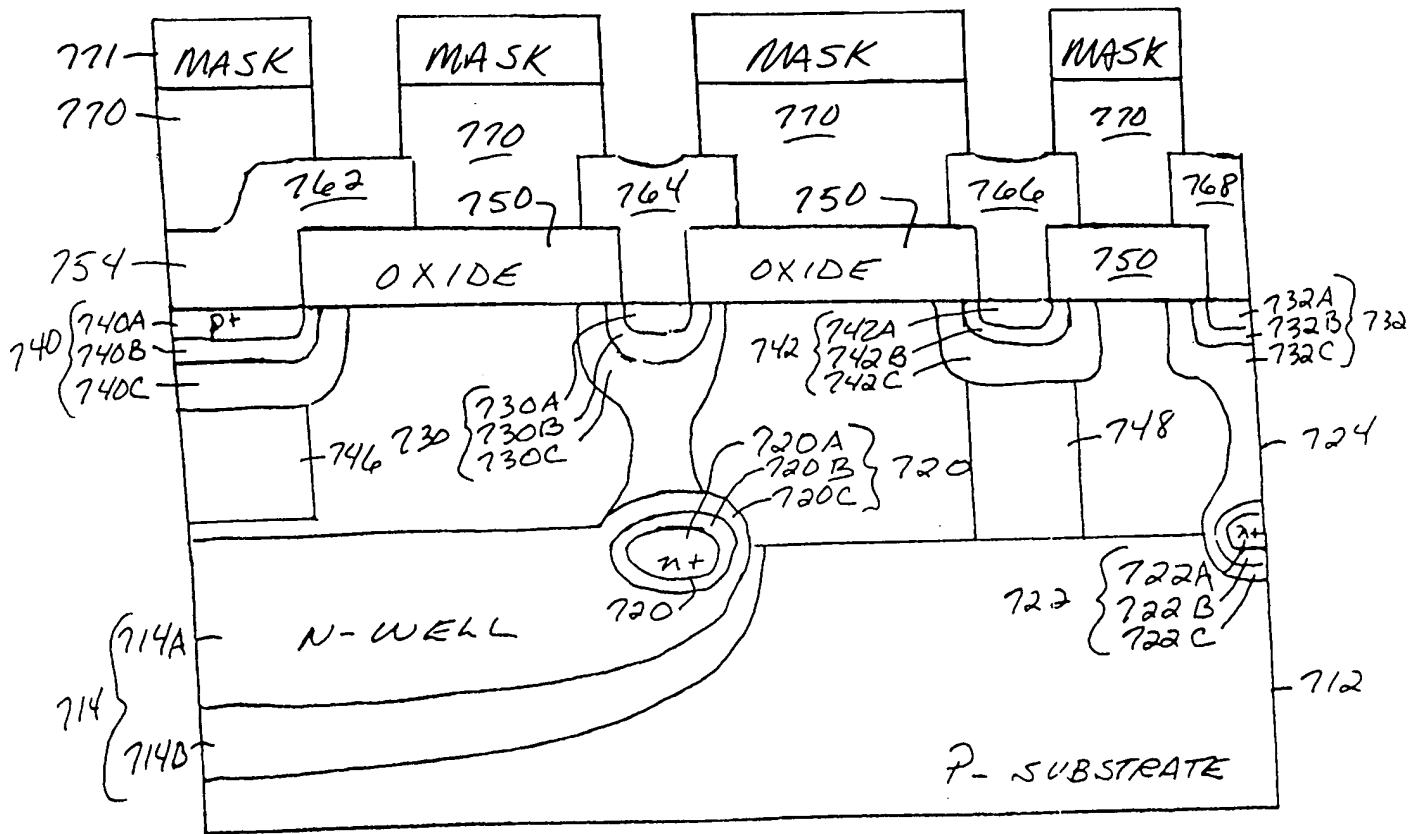 771 MASK MASK MASK MASK
770 770 770 770
762 764 766 768
750 750
754 OXIDE OXIDE 750
740 740A P+ 742A 732A 732
740B 742 742B 732B
740C 742C 732C
730A
746 730 730B 748 724
730C
720A
720B 720
720C
n+ n+
720 722 722A
722B
722C
714A N-WELL
714 712
714B
P- SUBSTRATE